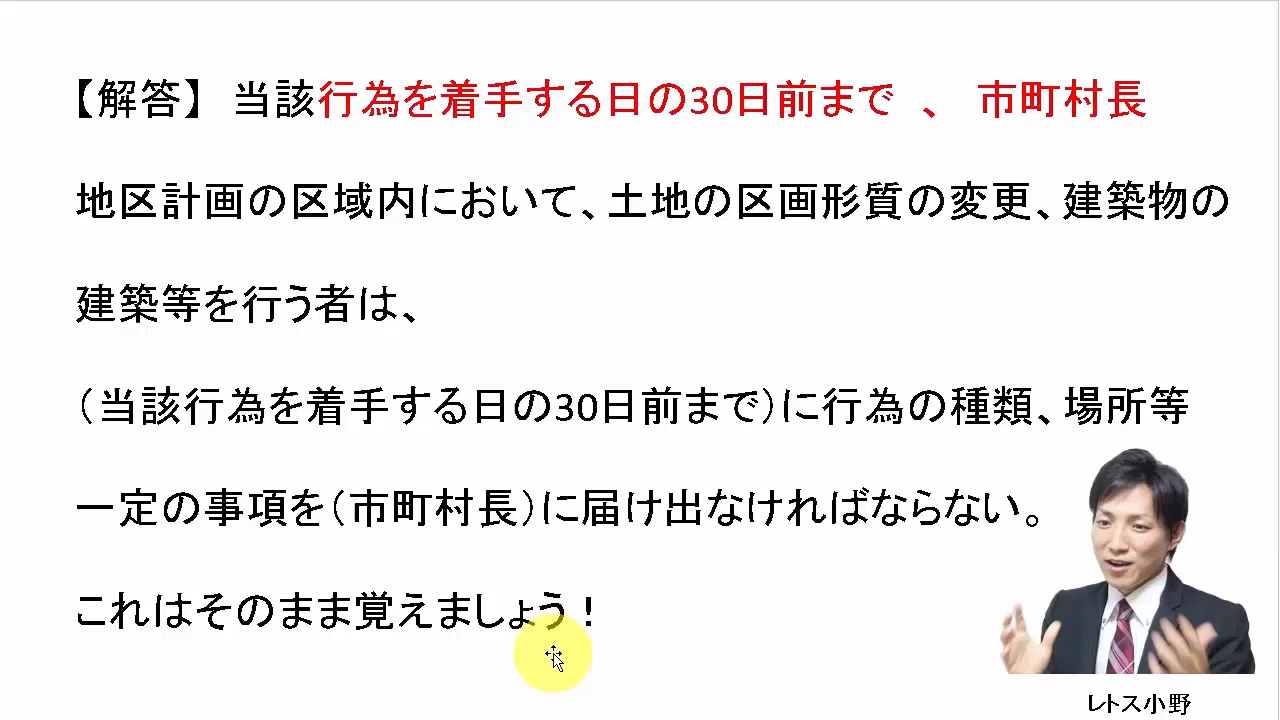 【解答】 当該行為を着手する日の30日前まで 、 市町村長
地区計画の区域内において、土地の区画形質の変更、建築物の
建築等を行う者は、
（当該行為を着手する日の30日前まで）に行為の種類、場所等
一定の事項を（市町村長）に届け出なければならない。
これはそのまま覚えましょう！
レトス小野